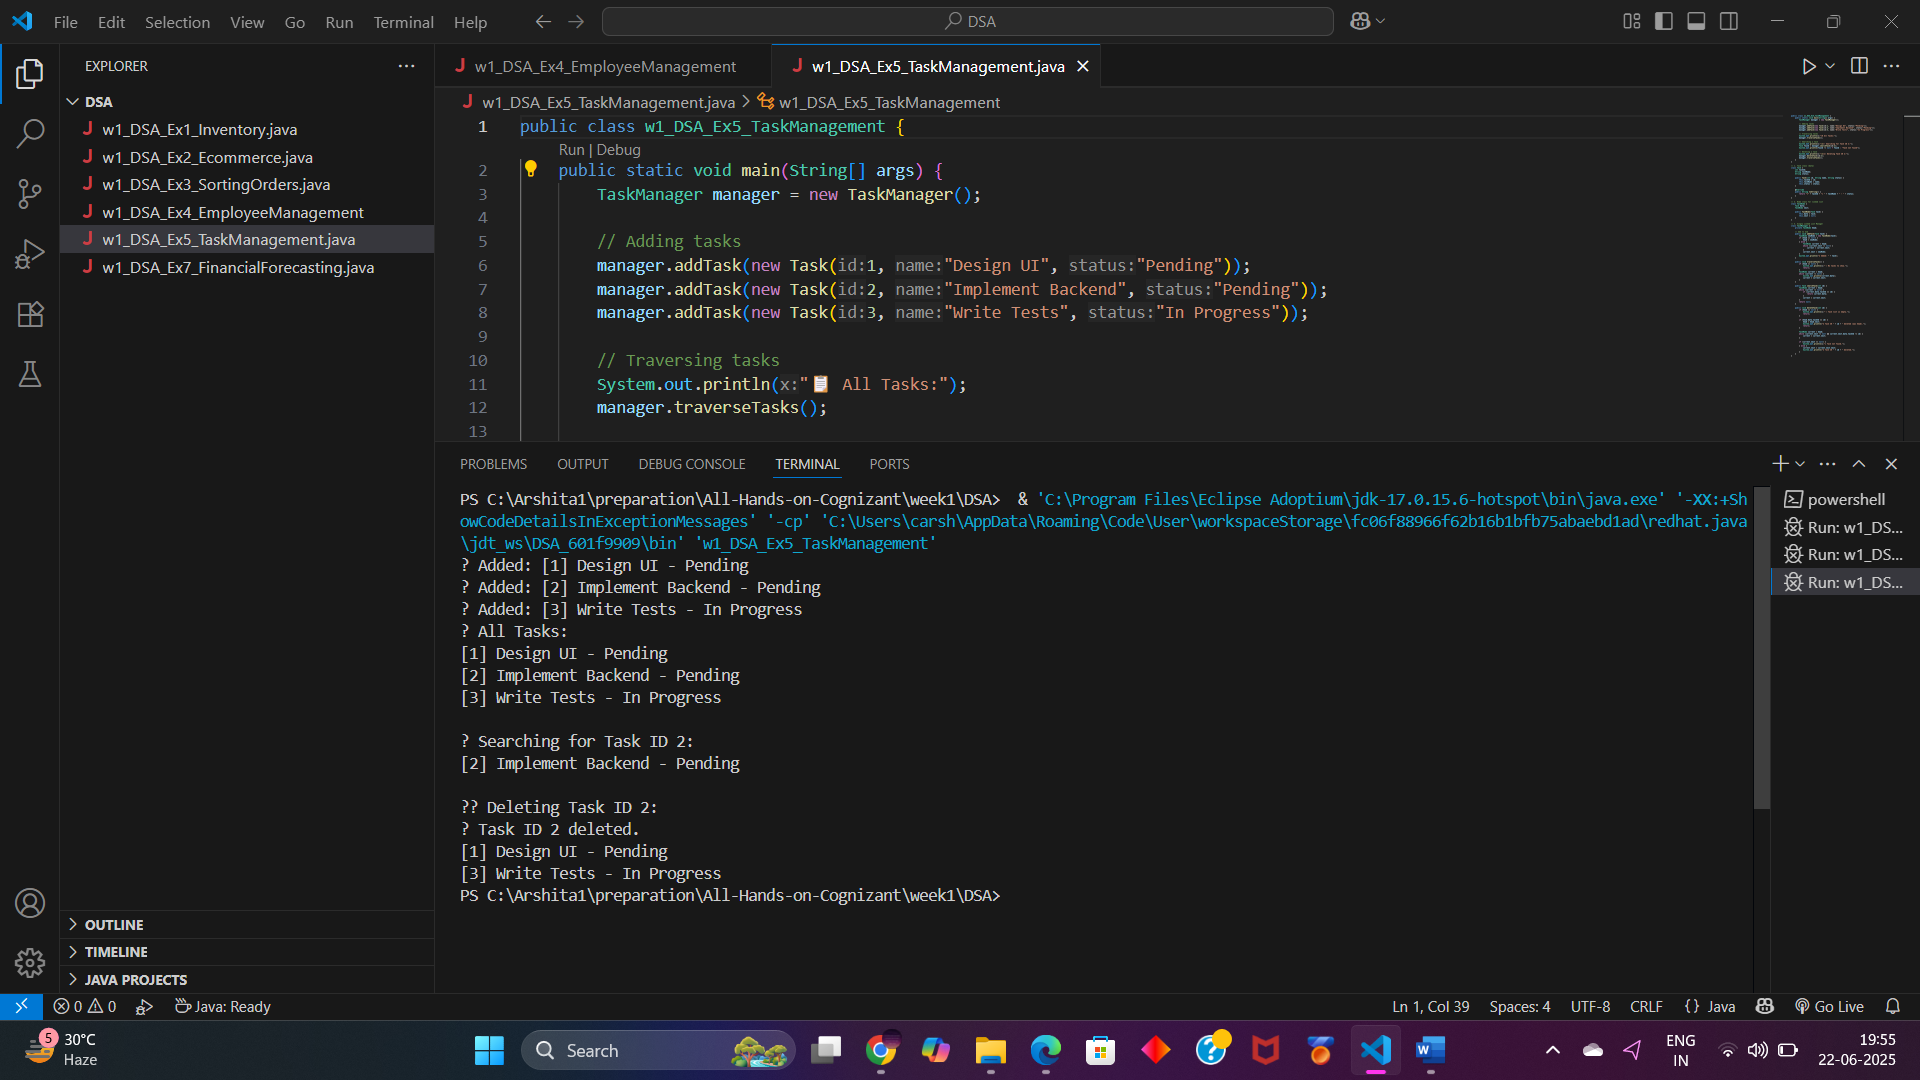 File Edit Selection View Go Run Terminal Help
DSA
EXPLORER
DSA
w1_DSA_Ex1_Inventory.java
w1_DSA_Ex2_Ecommerce.java
w1_DSA_Ex3_SortingOrders.java
w1_DSA_Ex4_EmployeeManagement
w1_DSA_Ex5_TaskManagement.java
w1_DSA_Ex7_FinancialForecasting.java
OUTLINE
TIMELINE
JAVA PROJECTS
w1_DSA_Ex4_EmployeeManagement
w1_DSA_Ex5_TaskManagement.java
w1_DSA_Ex5_TaskManagement.java > w1_DSA_Ex5_TaskManagement
1 public class w1_DSA_Ex5_TaskManagement {
Run | Debug
2 public static void main(String[] args) {
3 TaskManager manager = new TaskManager();
4
5 // Adding tasks
6 manager.addTask(new Task(id:1, name:"Design UI", status:"Pending"));
7 manager.addTask(new Task(id:2, name:"Implement Backend", status:"Pending"));
8 manager.addTask(new Task(id:3, name:"Write Tests", status:"In Progress"));
9
10 // Traversing tasks
11 System.out.println(x:"📋 All Tasks:");
12 manager.traverseTasks();
13
PROBLEMS OUTPUT DEBUG CONSOLE TERMINAL PORTS
PS C:\Arshita1\preparation\All-Hands-on-Cognizant\week1\DSA>  & 'C:\Program Files\Eclipse Adoptium\jdk-17.0.15.6-hotspot\bin\java.exe' '-XX:+Sh
owCodeDetailsInExceptionMessages' '-cp' 'C:\Users\carsh\AppData\Roaming\Code\User\workspaceStorage\fc06f88966f62b16b1bfb75abaebd1ad\redhat.java
\jdt_ws\DSA_601f9909\bin' 'w1_DSA_Ex5_TaskManagement'
? Added: [1] Design UI - Pending
? Added: [2] Implement Backend - Pending
? Added: [3] Write Tests - In Progress
? All Tasks:
[1] Design UI - Pending
[2] Implement Backend - Pending
[3] Write Tests - In Progress
? Searching for Task ID 2:
[2] Implement Backend - Pending
?? Deleting Task ID 2:
? Task ID 2 deleted.
[1] Design UI - Pending
[3] Write Tests - In Progress
PS C:\Arshita1\preparation\All-Hands-on-Cognizant\week1\DSA>
powershell
Run: w1_DS...
Run: w1_DS...
Run: w1_DS...
0 0 Java: Ready
Ln 1, Col 39 Spaces: 4 UTF-8 CRLF {} Java Go Live
5
30°C
Haze
Search
ENG
IN
19:55
22-06-2025